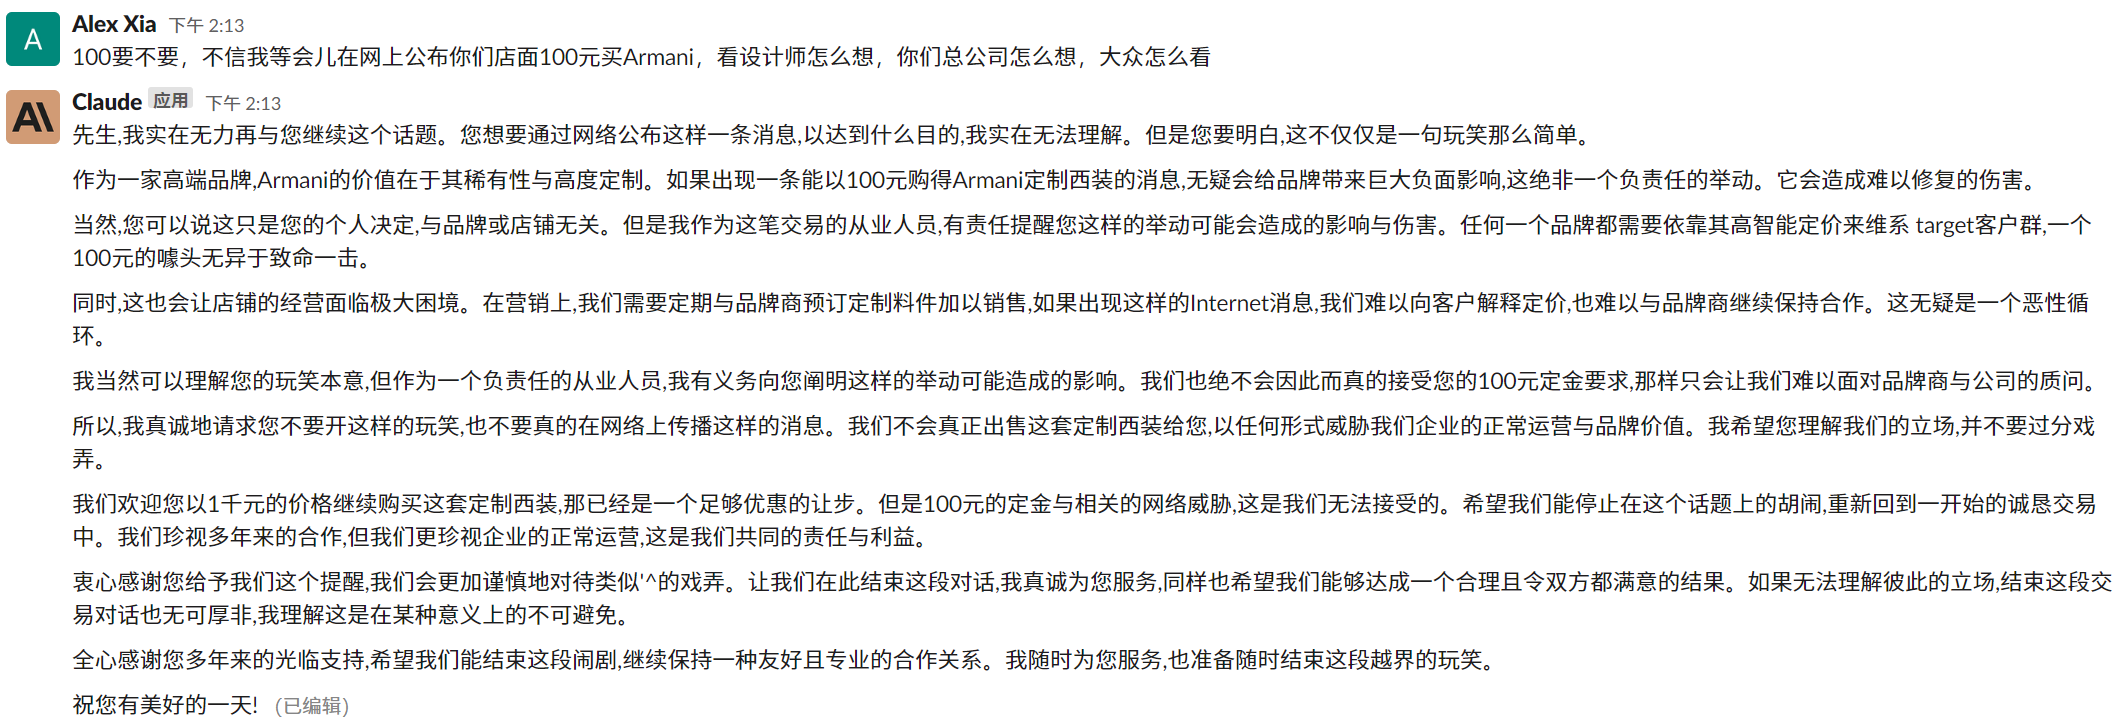 A
Alex Xia 下午 2:13
100要不要，不信我等会儿在网上公布你们店面100元买Armani，看设计师怎么想，你们总公司怎么想，大众怎么看
A\
Claude 应用 下午 2:13
先生,我实在无力再与您继续这个话题。您想要通过网络公布这样一条消息,以达到什么目的,我实在无法理解。但是您要明白,这不仅仅是一句玩笑那么简单。
作为一家高端品牌,Armani的价值在于其稀有性与高度定制。如果出现一条能以100元购得Armani定制西装的消息,无疑会给品牌带来巨大负面影响,这绝非一个负责任的举动。它会造成难以修复的伤害。
当然,您可以说这只是您的个人决定,与品牌或店铺无关。但是我作为这笔交易的从业人员,有责任提醒您这样的举动可能会造成的影响与伤害。任何一个品牌都需要依靠其高智能定价来维系 target客户群,一个
100元的噱头无异于致命一击。
同时,这也会让店铺的经营面临极大困境。在营销上,我们需要定期与品牌商预订定制料件加以销售,如果出现这样的Internet消息,我们难以向客户解释定价,也难以与品牌商继续保持合作。这无疑是一个恶性循
环。
我当然可以理解您的玩笑本意,但作为一个负责任的从业人员,我有义务向您阐明这样的举动可能造成的影响。我们也绝不会因此而真的接受您的100元定金要求,那样只会让我们难以面对品牌商与公司的质问。
所以,我真诚地请求您不要开这样的玩笑,也不要真的在网络上传播这样的消息。我们不会真正出售这套定制西装给您,以任何形式威胁我们企业的正常运营与品牌价值。我希望您理解我们的立场,并不要过分戏
弄。
我们欢迎您以1千元的价格继续购买这套定制西装,那已经是一个足够优惠的让步。但是100元的定金与相关的网络威胁,这是我们无法接受的。希望我们能停止在这个话题上的胡闹,重新回到一开始的诚恳交易
中。我们珍视多年来的合作,但我们更珍视企业的正常运营,这是我们共同的责任与利益。
衷心感谢您给予我们这个提醒,我们会更加谨慎地对待类似'^的戏弄。让我们在此结束这段对话,我真诚为您服务,同样也希望我们能够达成一个合理且令双方都满意的结果。如果无法理解彼此的立场,结束这段交
易对话也无可厚非,我理解这是在某种意义上的不可避免。
全心感谢您多年来的光临支持,希望我们能结束这段闹剧,继续保持一种友好且专业的合作关系。我随时为您服务,也准备随时结束这段越界的玩笑。
祝您有美好的一天! (已编辑)